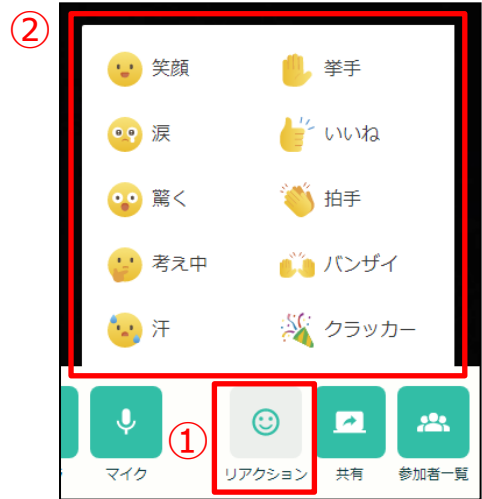 ②
笑顔 挙手
涙 いいね
驚く 拍手
考え中 バンザイ
汗 クラッカー
①
マイク リアクション 共有 参加者一覧